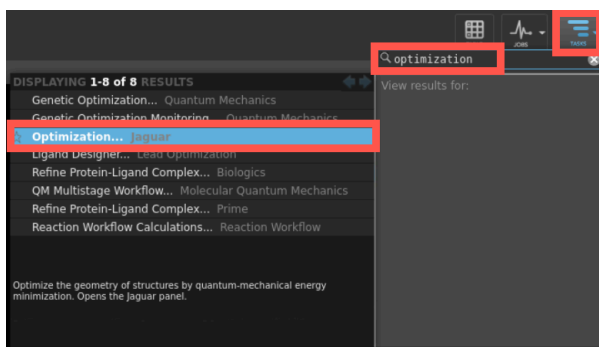 JOBS
TASKS
optimization
DISPLAYING 1-8 of 8 RESULTS
View results for:
Genetic Optimization... Quantum Mechanics
Genetic Optimization Monitoring... Quantum Mechanics
Optimization... Jaguar
Ligand Designer... Lead Optimization
Refine Protein-Ligand Complex... Biologics
QM Multistage Workflow... Molecular Quantum Mechanics
Refine Protein-Ligand Complex... Prime
Reaction Workflow Calculations... Reaction Workflow
Optimize the geometry of structures by quantum-mechanical energy
minimization. Opens the Jaguar panel.